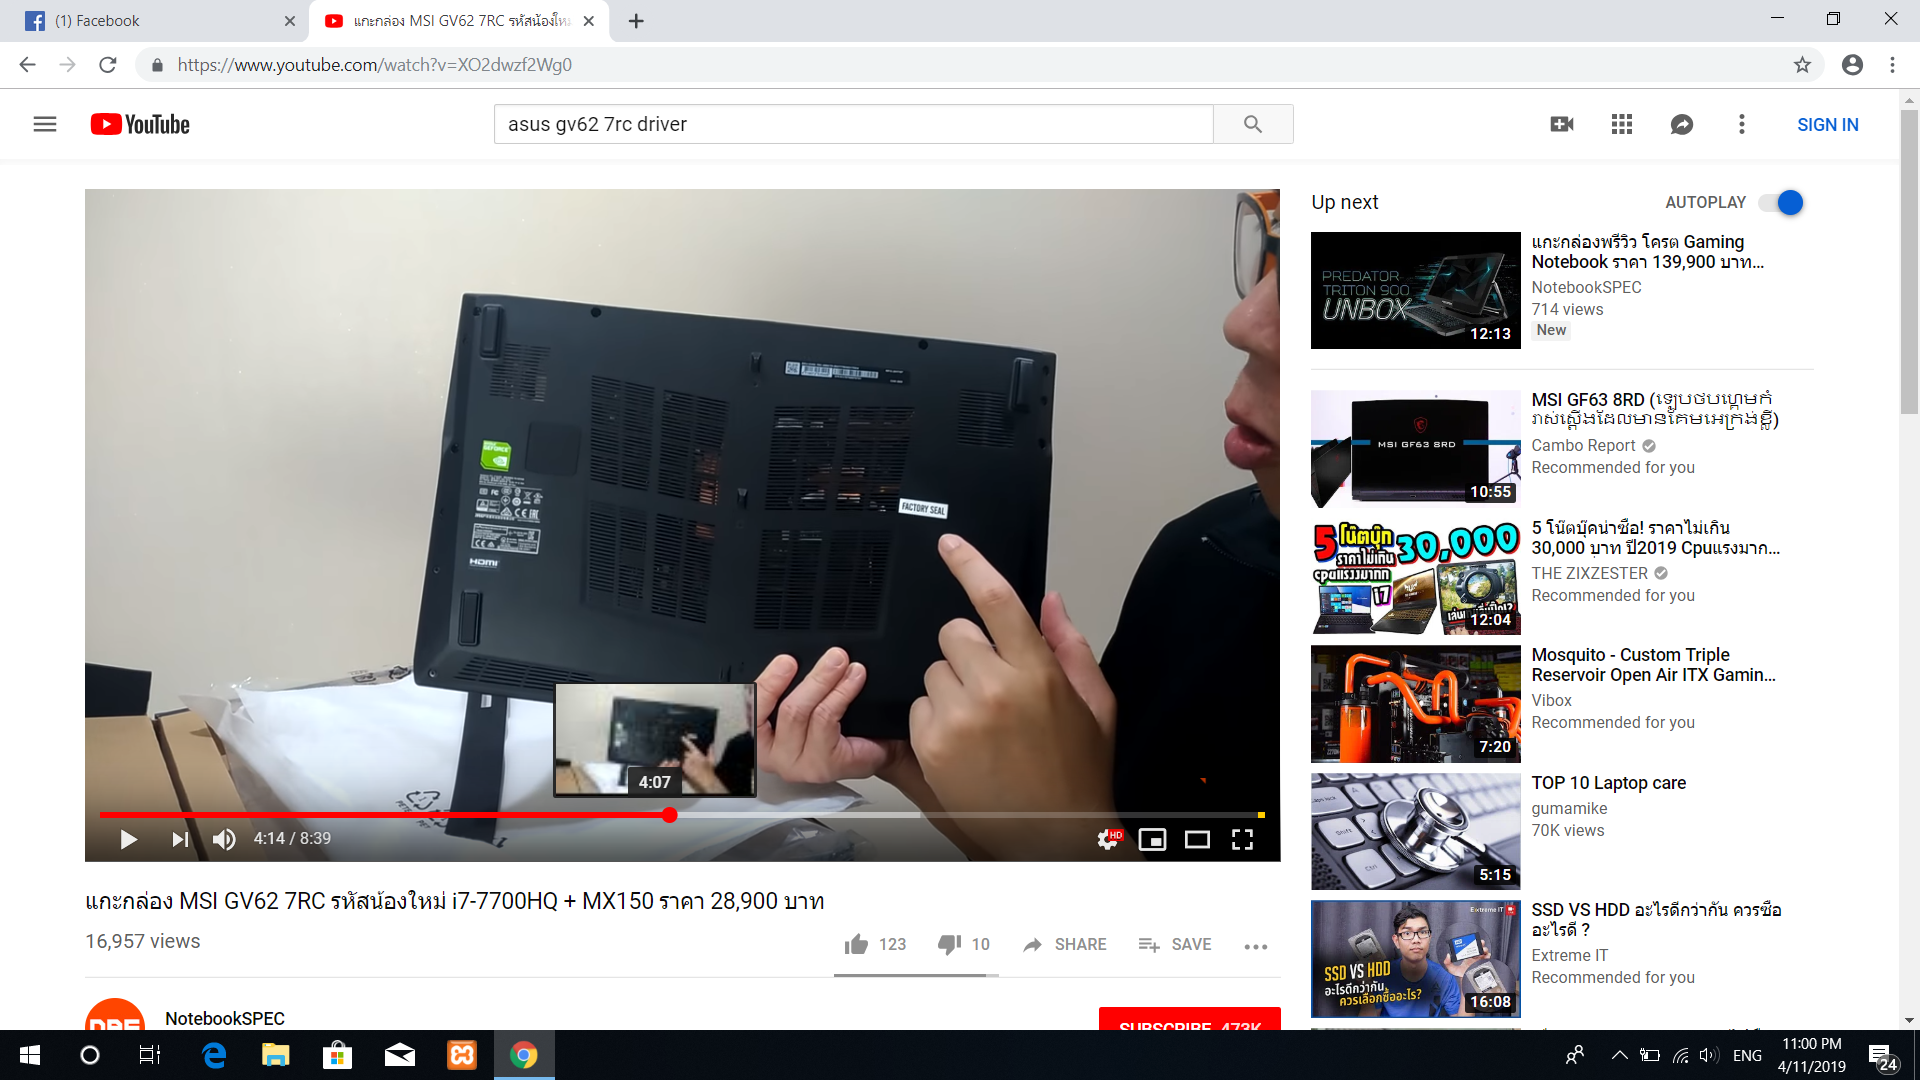 (1) Facebook
แกะกล่อง MSI GV62 7RC รหัสน้องใหม่
https://www.youtube.com/watch?v=XO2dwzf2Wg0
YouTube
asus gv62 7rc driver
SIGN IN
Up next
AUTOPLAY
FACTORY SEAL
HDMI
4:07
4:14 / 8:39
HD
แกะกล่อง MSI GV62 7RC รหัสน้องใหม่ i7-7700HQ + MX150 ราคา 28,900 บาท
16,957 views
123
10
SHARE
SAVE
NotebookSPEC
SUBSCRIBE 473K
PREDATOR
TRITON 900
UNBOX
12:13
แกะกล่องพรีวิว โครต Gaming
Notebook ราคา 139,900 บาท...
NotebookSPEC
714 views
New
MSI GF63 8RD
10:55
MSI GF63 8RD (ឡេបថបហ្គេមកំ
រាស់ស្តើងដែលមានគែមអេក្រង់ខ្លី)
Cambo Report
Recommended for you
5 โน๊ตบุ๊ก 30,000
ราคาไม่เกิน
cpuแรงมากก
i7
12:04
5 โน๊ตบุ๊คน่าซื้อ! ราคาไม่เกิน
30,000 บาท ปี2019 Cpuแรงมาก...
THE ZIXZESTER
Recommended for you
7:20
Mosquito - Custom Triple
Reservoir Open Air ITX Gamin...
Vibox
Recommended for you
Shift
Ctrl
5:15
TOP 10 Laptop care
gumamike
70K views
Extreme IT
SSD VS HDD
อะไรดีกว่ากัน
ควรเลือกซื้ออะไร?
16:08
SSD VS HDD อะไรดีกว่ากัน ควรซื้อ
อะไรดี ?
Extreme IT
Recommended for you
ENG
11:00 PM
4/11/2019
24